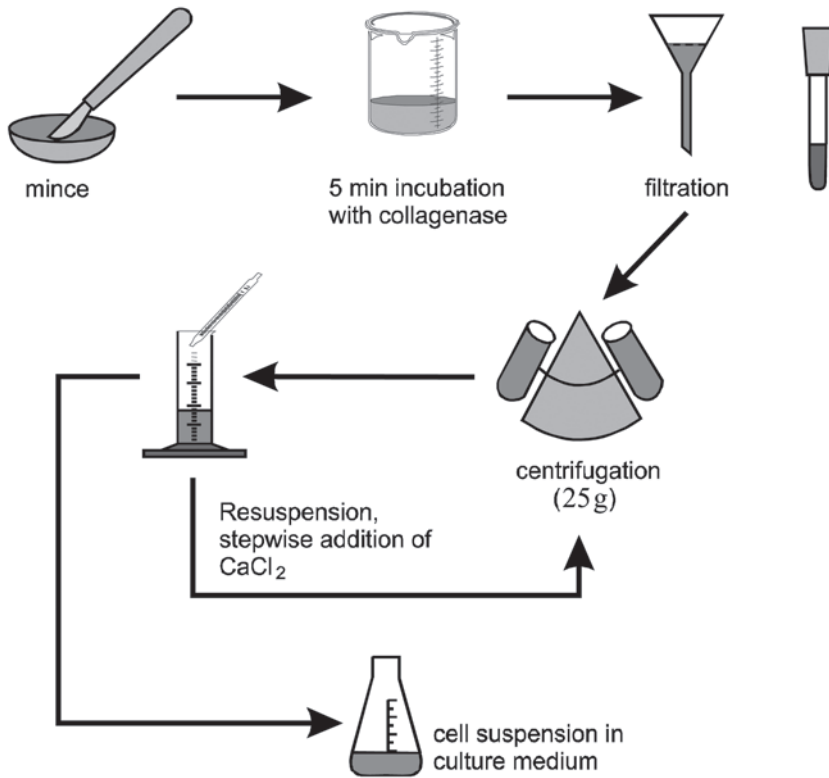 mince
5 min incubation
with collagenase
filtration
centrifugation
(25g)
Resuspension,
stepwise addition of
CaCl₂
cell suspension in
culture medium